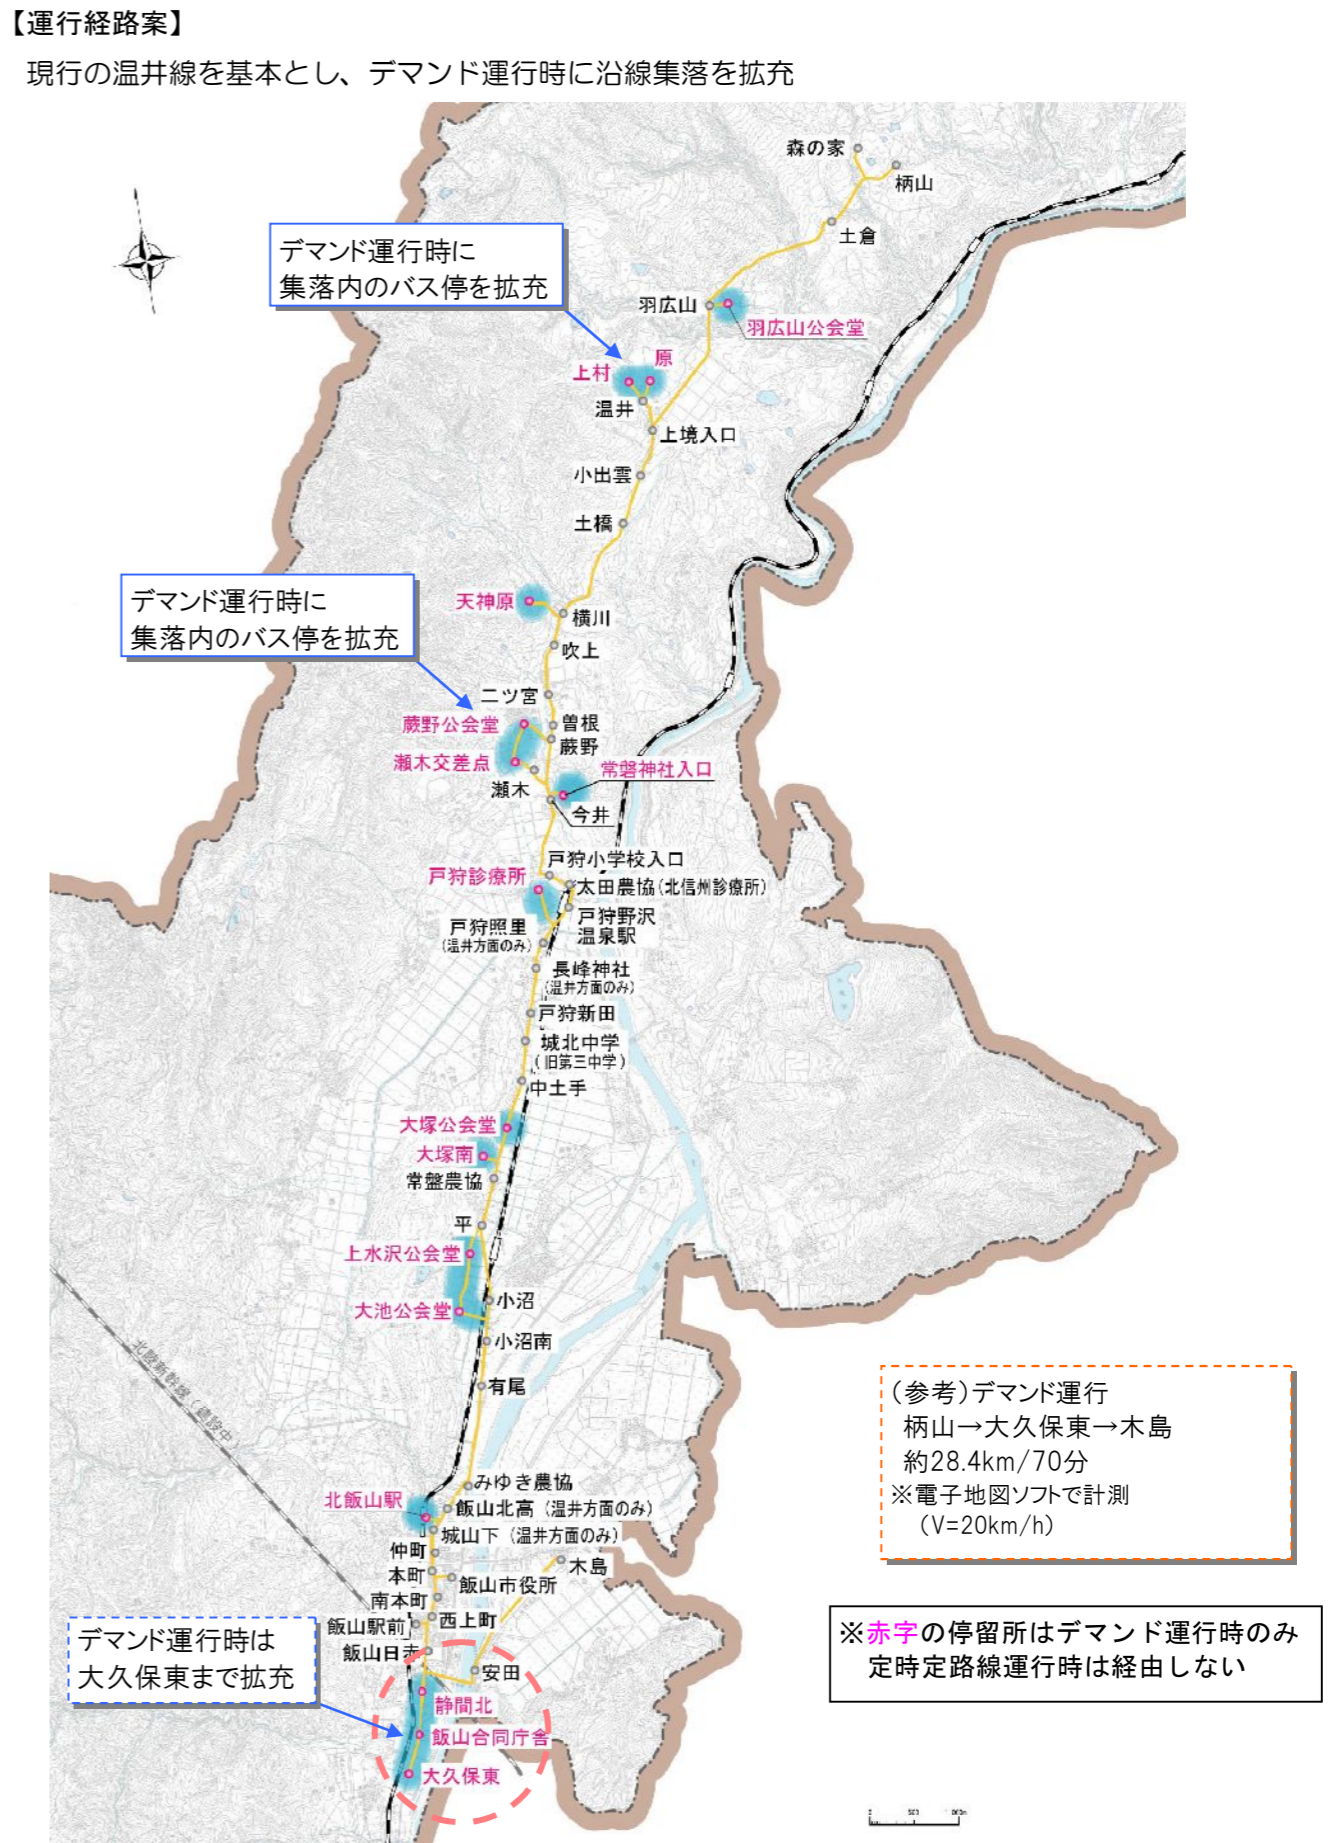 【運行経路案】
現行の温井線を基本とし、デマンド運行時に沿線集落を拡充
森の家
柄山
土倉
デマンド運行時に
集落内のバス停を拡充
羽広山
羽広山公会堂
原
上村
温井
上境入口
小出雲
土橋
デマンド運行時に
集落内のバス停を拡充
天神原
横川
吹上
二ツ宮
蕨野公会堂
曽根
蕨野
瀬木交差点
常磐神社入口
瀬木
今井
戸狩小学校入口
戸狩診療所
太田農協(北信州診療所)
戸狩野沢
温泉駅
戸狩照里
(温井方面のみ)
長峰神社
(温井方面のみ)
戸狩新田
城北中学
(旧第三中学)
中土手
大塚公会堂
大塚南
常盤農協
平
上水沢公会堂
大池公会堂
小沼
小沼南
北陸新幹線(建設中)
有尾
(参考)デマンド運行
柄山→大久保東→木島
約28.4km/70分
※電子地図ソフトで計測
(V=20km/h)
みゆき農協
北飯山駅
飯山北高(温井方面のみ)
城山下(温井方面のみ)
仲町
木島
本町
飯山市役所
南本町
西上町
飯山駅前
飯山日赤
デマンド運行時は
大久保東まで拡充
安田
静間北
飯山合同庁舎
大久保東
※赤字の停留所はデマンド運行時のみ
定時定路線運行時は経由しない
0 500 1,000m